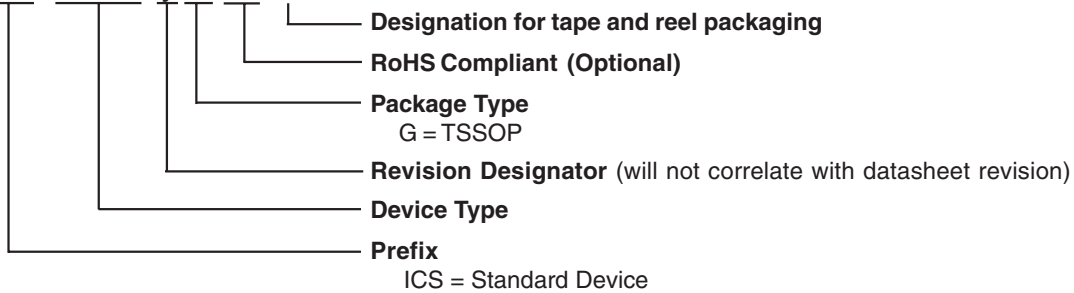 Designation for tape and reel packaging
RoHS Compliant (Optional)
Package Type
G = TSSOP
Revision Designator (will not correlate with datasheet revision)
Device Type
Prefix
ICS = Standard Device